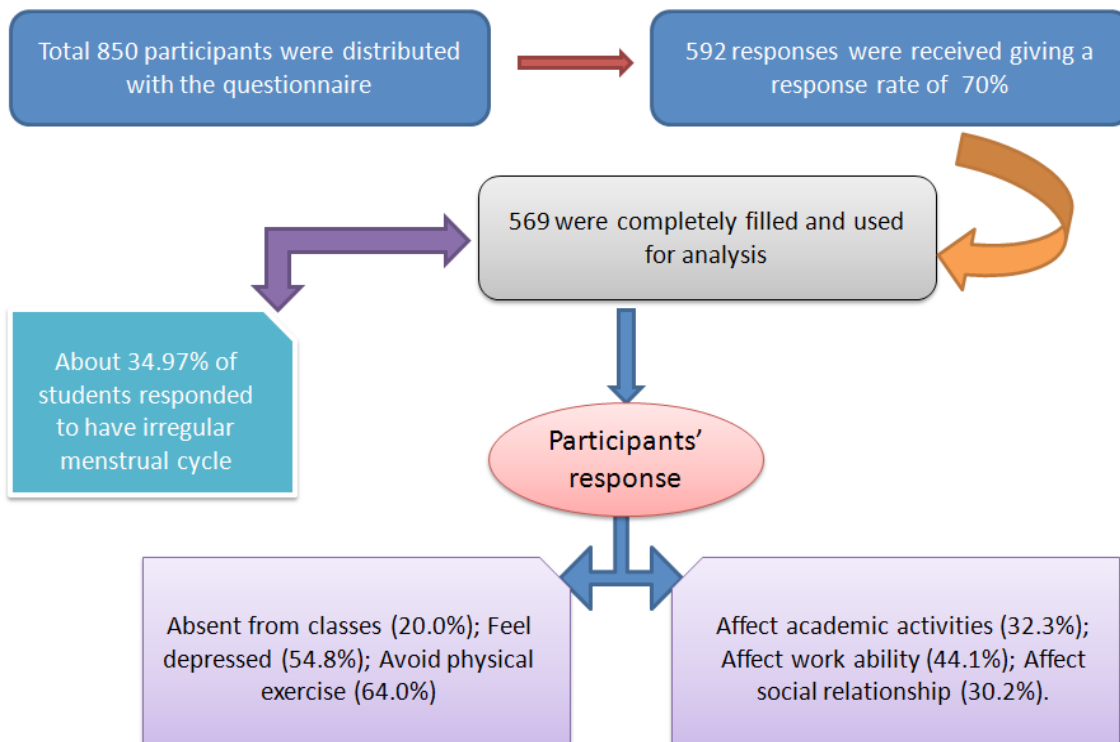 Total 850 participants were distributed
with the questionnaire
592 responses were received giving a
response rate of 70%
569 were completely filled and used
for analysis
About 34.97% of
students responded
to have irregular
menstrual cycle
Participants’
response
Absent from classes (20.0%); Feel
depressed (54.8%); Avoid physical
exercise (64.0%)
Affect academic activities (32.3%);
Affect work ability (44.1%); Affect
social relationship (30.2%).